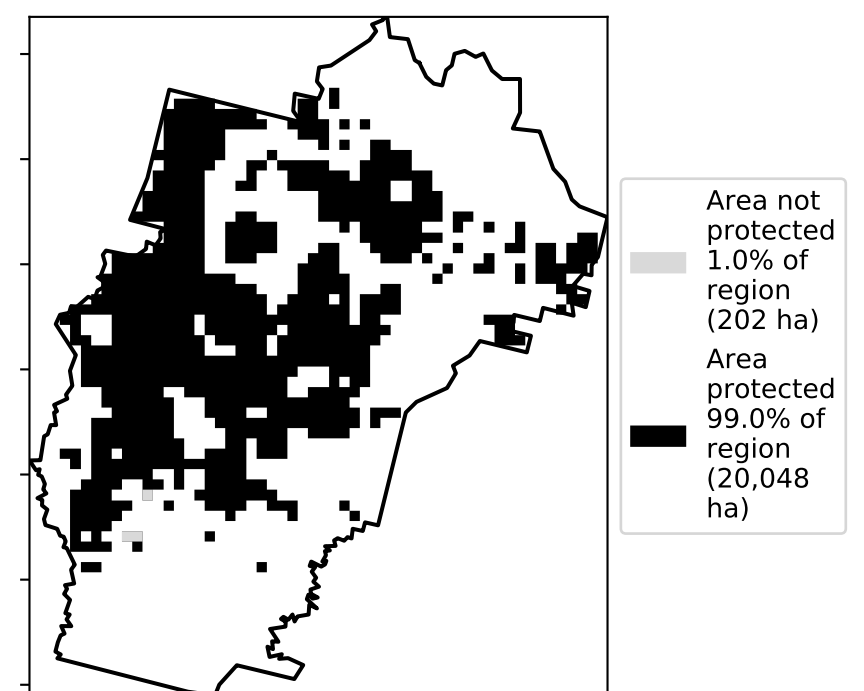 Area not
protected
1.0% of
region
(202 ha)
Area
protected
99.0% of
region
(20,048
ha)